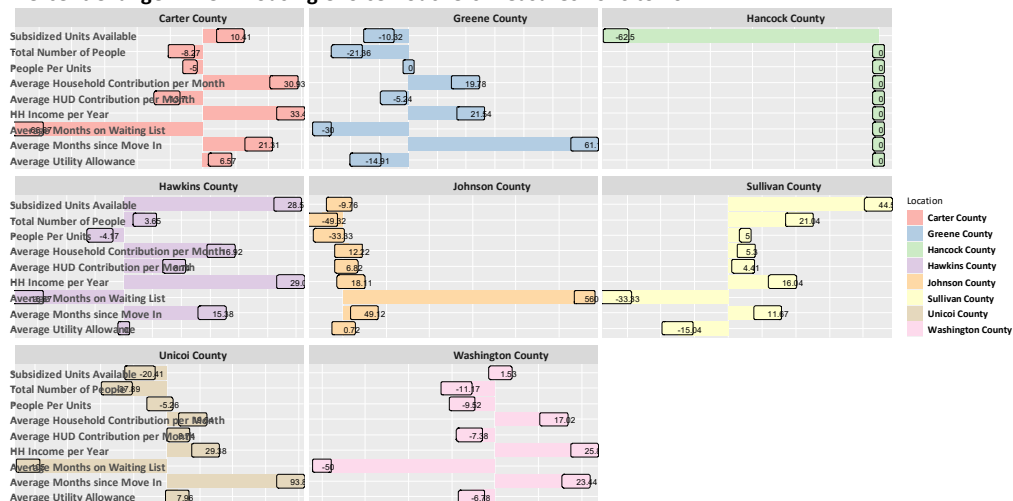 Carter County
Greene County
Hancock County
Subsidized Units Available
10.41
-10.32
-62.5
Total Number of People
-8.27
-21.36
0
People Per Units
-5
0
0
Average Household Contribution per Month
30.93
19.78
0
Average HUD Contribution per Month
-5.24
0
HH Income per Year
33.4
21.54
0
Average Months on Waiting List
-30
0
Average Months since Move In
21.31
61.
0
Average Utility Allowance
6.57
-14.91
0
Hawkins County
Johnson County
Sullivan County
Location
Carter County
Greene County
Hancock County
Hawkins County
Johnson County
Sullivan County
Unicoi County
Washington County
Subsidized Units Available
28.5
-9.76
44.
Total Number of People
3.65
-49.32
21.04
People Per Units
-4.17
-33.33
5
Average Household Contribution per Month
16.92
12.22
5.3
Average HUD Contribution per Month
6.82
4.41
HH Income per Year
29.0
18.11
16.04
Average Months on Waiting List
560
-33.33
Average Months since Move In
15.38
49.12
11.67
Average Utility Allowance
0.72
-15.04
Unicoi County
Washington County
Subsidized Units Available
-20.41
1.53
Total Number of People
-11.17
People Per Units
-5.26
-9.52
Average Household Contribution per Month
17.02
Average HUD Contribution per Month
-7.38
HH Income per Year
29.38
25.
Average Months on Waiting List
-50
Average Months since Move In
93.
23.44
Average Utility Allowance
7.96
-6.78